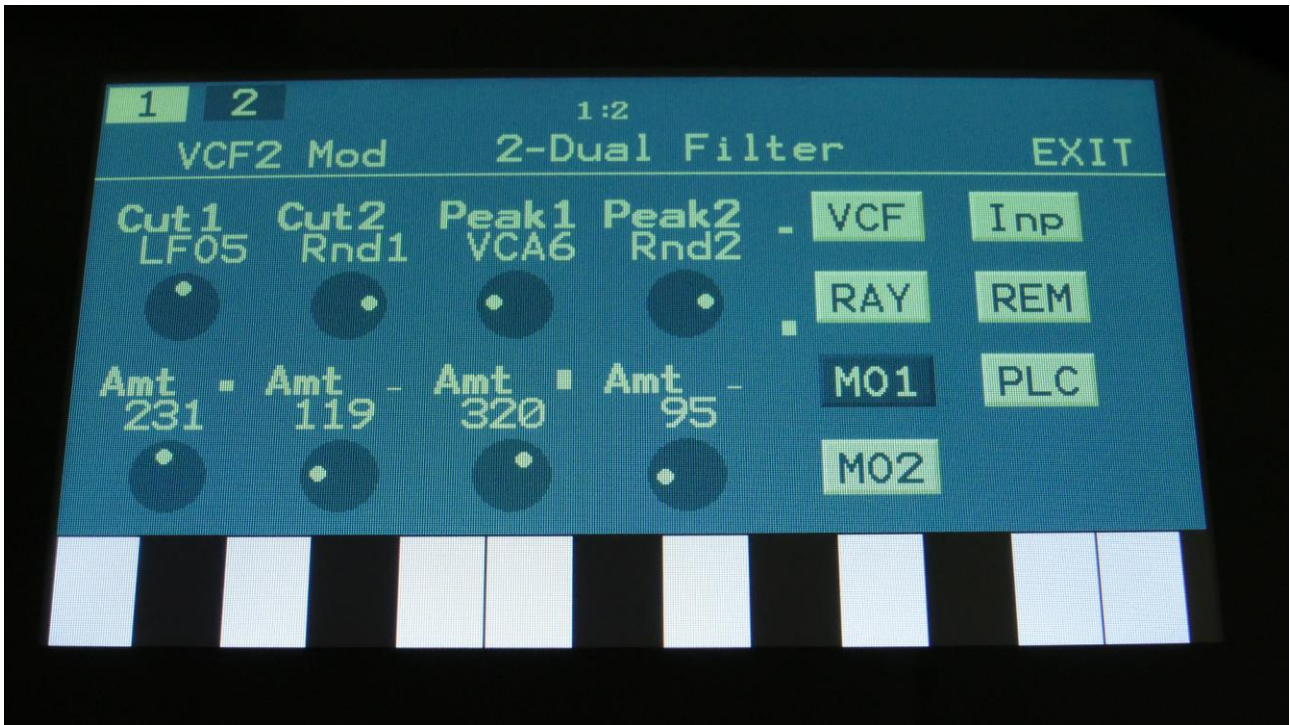 1 2 1:2
VCF2 Mod 2-Dual Filter EXIT
Cut1 Cut2 Peak1 Peak2 VCF Inp
LFO5 Rnd1 VCA6 Rnd2
RAY REM
Amt Amt Amt Amt MO1 PLC
231 119 320 95
MO2